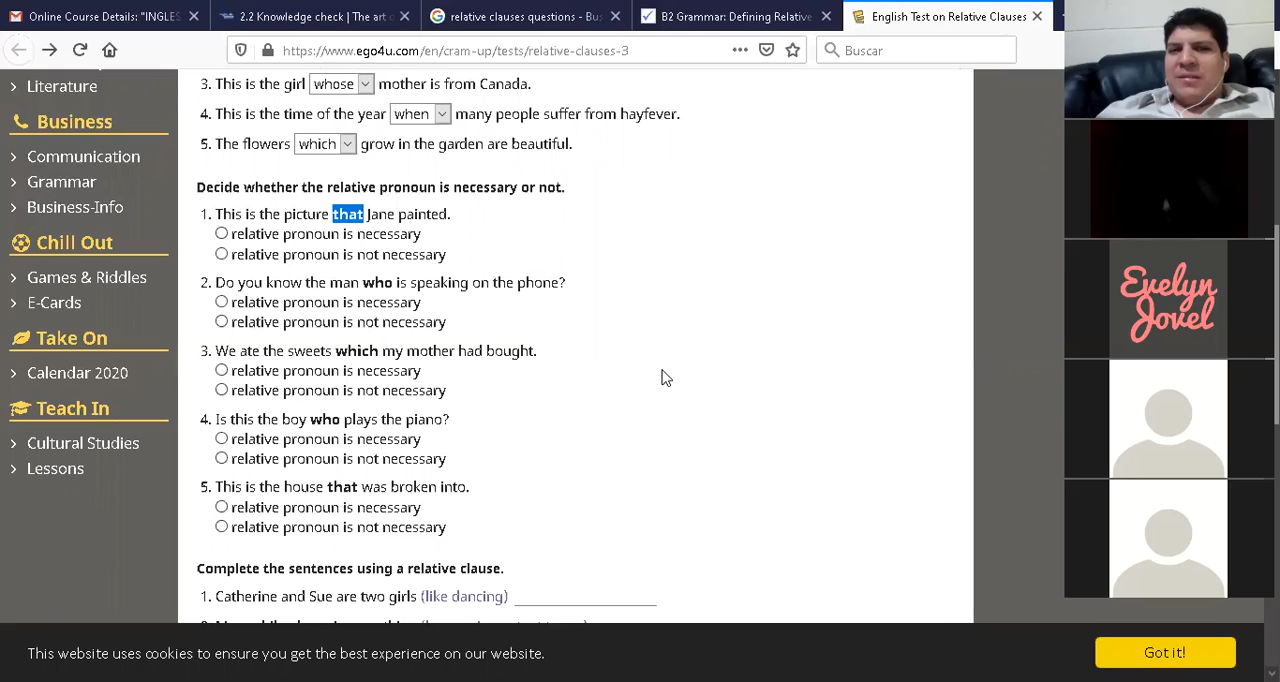 Online Course Details: "INGLES
2.2 Knowledge check | The art o
relative clauses questions - Bus
B2 Grammar: Defining Relative
English Test on Relative Clauses
https://www.ego4u.com/en/cram-up/tests/relative-clauses-3
Buscar
Literature
Business
Communication
Grammar
Business-Info
Chill Out
Games & Riddles
E-Cards
Take On
Calendar 2020
Teach In
Cultural Studies
Lessons
3. This is the girl whose mother is from Canada.
4. This is the time of the year when many people suffer from hayfever.
5. The flowers which grow in the garden are beautiful.
Decide whether the relative pronoun is necessary or not.
1. This is the picture that Jane painted.
relative pronoun is necessary
relative pronoun is not necessary
2. Do you know the man who is speaking on the phone?
relative pronoun is necessary
relative pronoun is not necessary
3. We ate the sweets which my mother had bought.
relative pronoun is necessary
relative pronoun is not necessary
4. Is this the boy who plays the piano?
relative pronoun is necessary
relative pronoun is not necessary
5. This is the house that was broken into.
relative pronoun is necessary
relative pronoun is not necessary
Complete the sentences using a relative clause.
1. Catherine and Sue are two girls (like dancing)
Evelyn
Jovel
This website uses cookies to ensure you get the best experience on our website.
Got it!